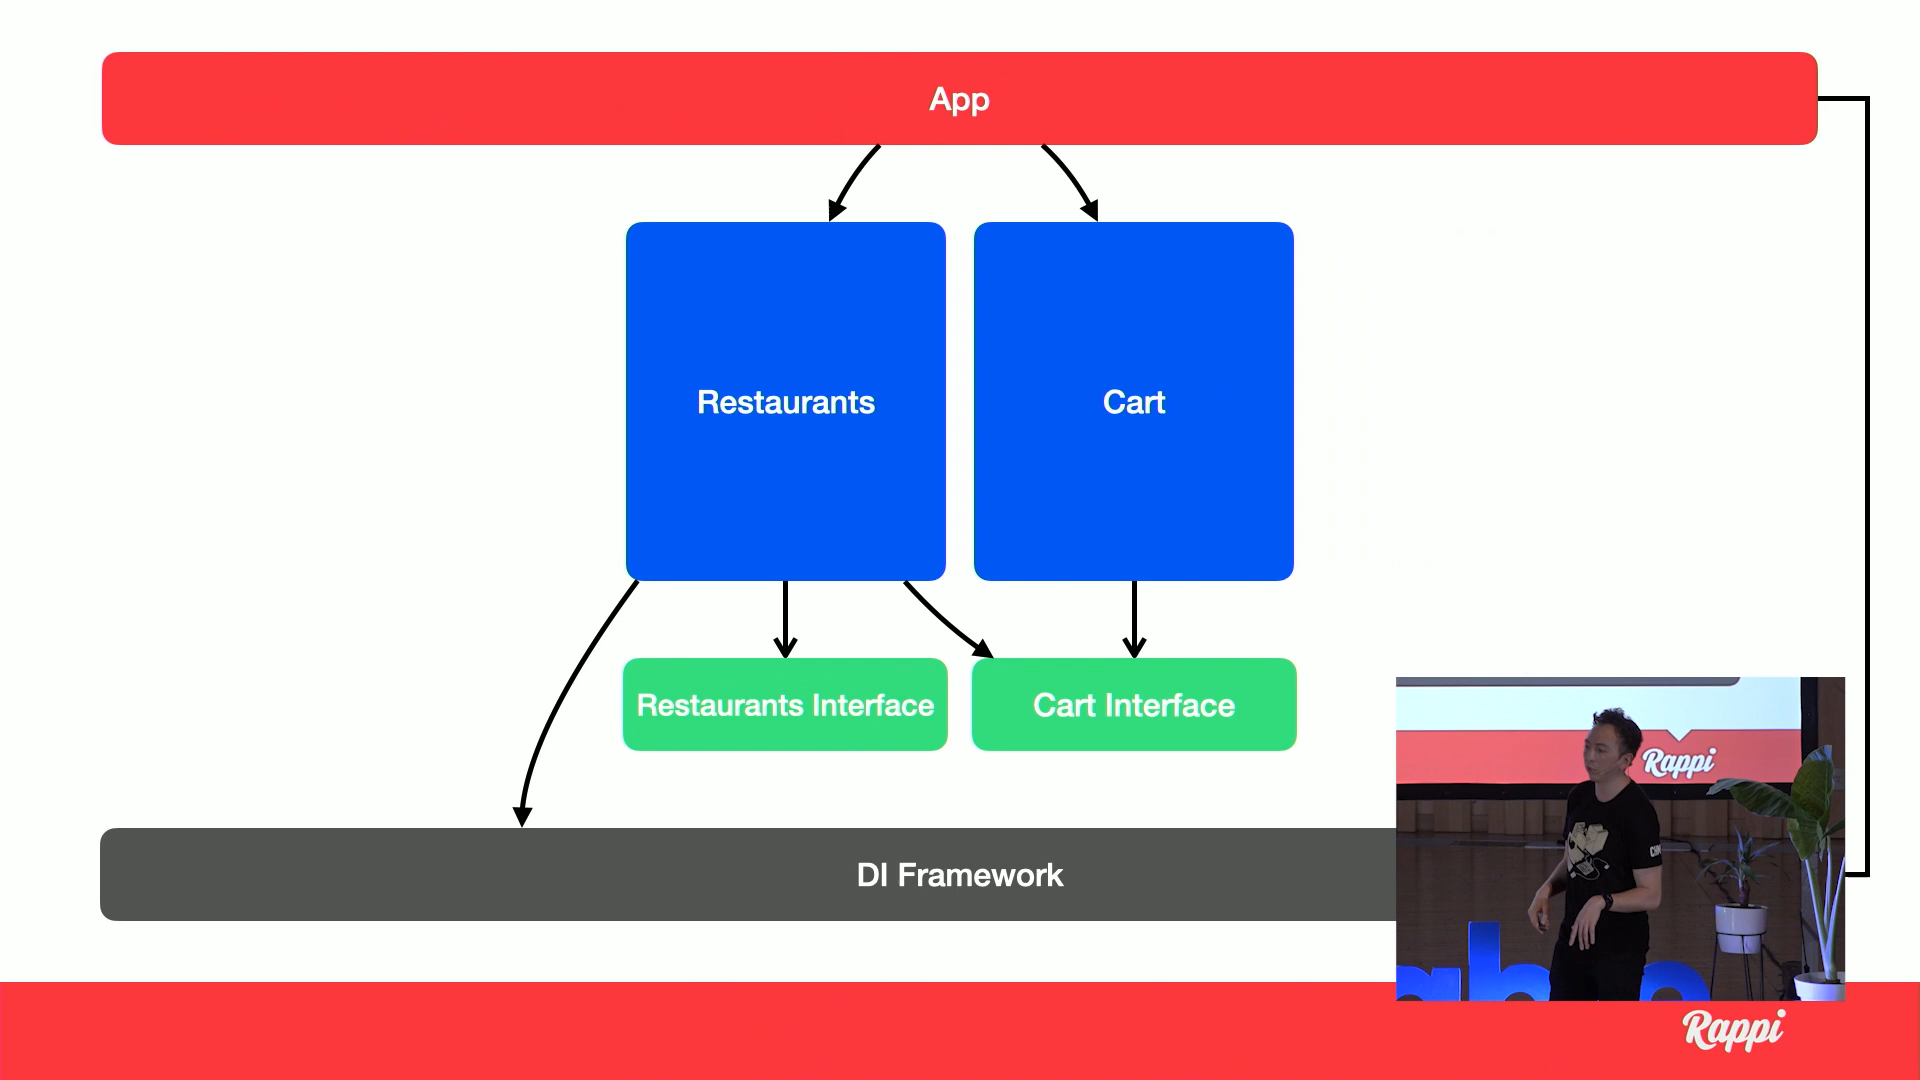 App
Restaurants
Cart
Restaurants Interface
Cart Interface
DI Framework
Rappi
Rappi